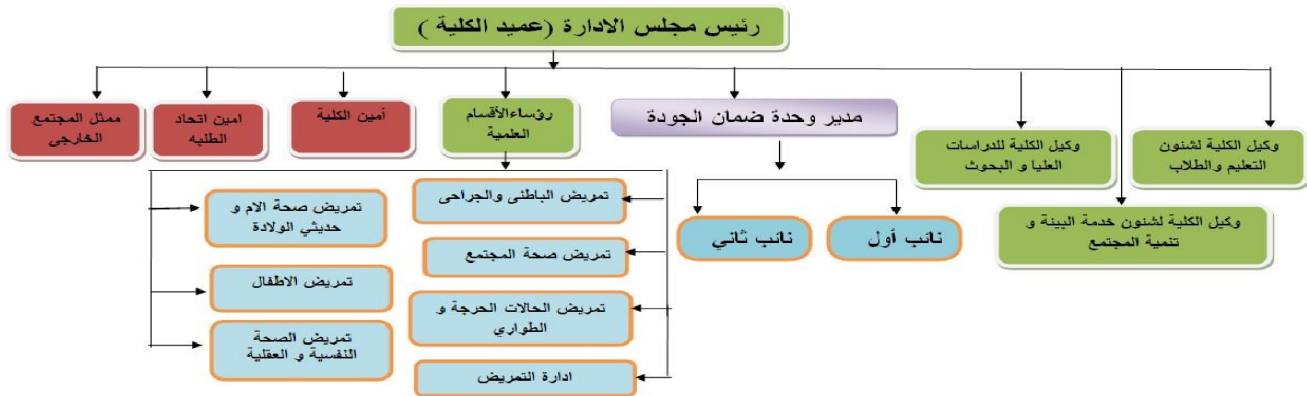 رئيس مجلس الادارة (عميد الكلية )
وكيل الكلية لشئون
التعليم والطلاب
وكيل الكلية للدراسات
العليا و البحوث
مدير وحدة ضمان الجودة
رؤساءالأقسام
العلمية
أمين الكلية
امين اتحاد
الطلبه
ممثل المجتمع
الخارجي
وكيل الكلية لشئون خدمة البيئة و
تنمية المجتمع
نائب أول
نائب ثاني
تمريض الباطنى والجراحى
تمريض صحة المجتمع
تمريض الحالات الحرجة و
الطواري
ادارة التمريض
تمريض صحة الام و
حديثي الولادة
تمريض الاطفال
تمريض الصحة
النفسية و العقلية